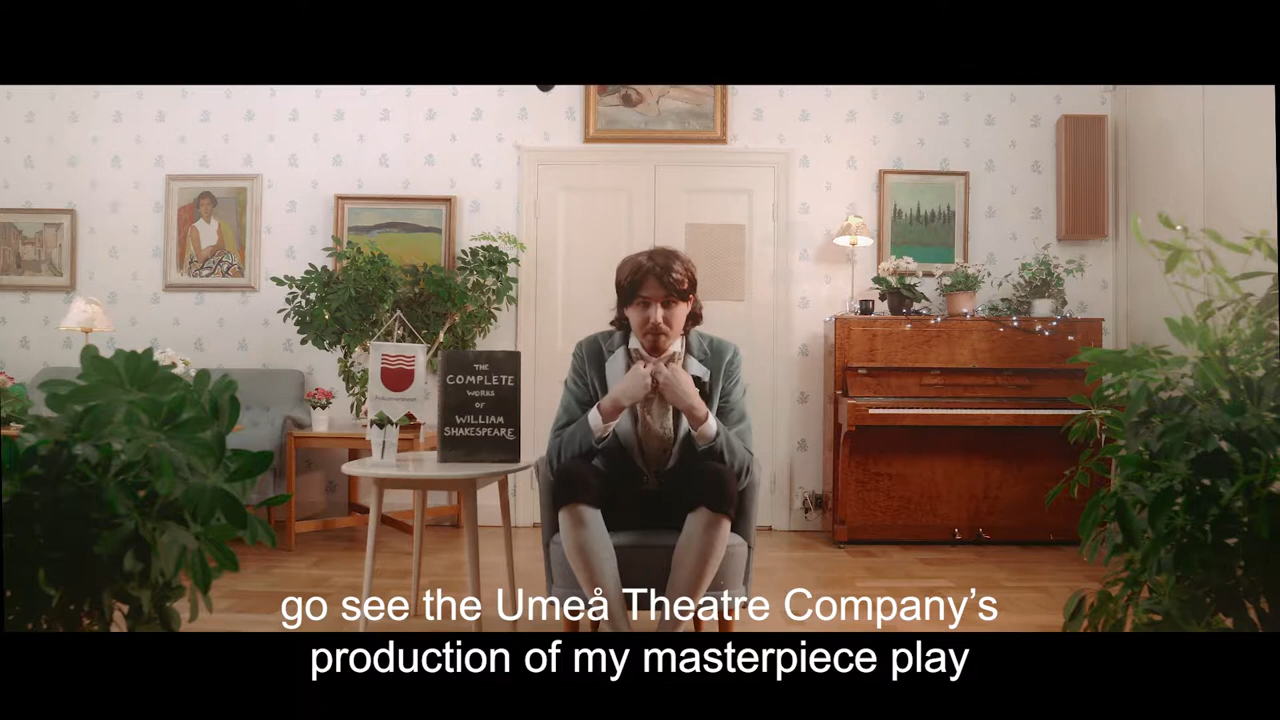 THE
COMPLETE
WORKS
OF
WILLIAM
SHAKESPEARE
go see the Umeå Theatre Company's
production of my masterpiece play